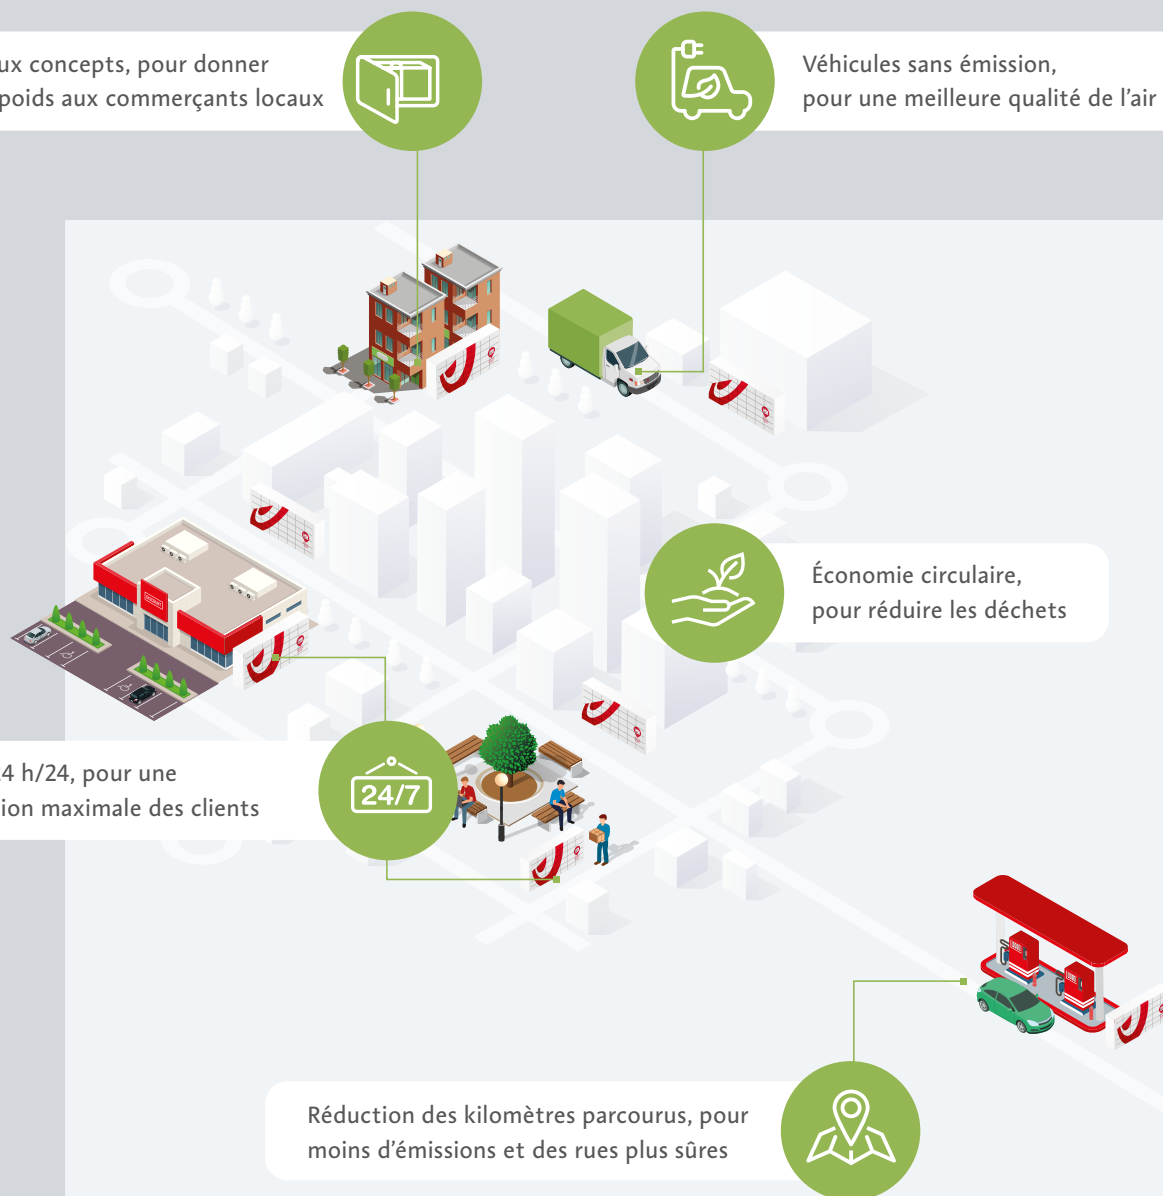 ux concepts, pour donner
poids aux commerçants locaux
Véhicules sans émission,
pour une meilleure qualité de l'air
Économie circulaire,
pour réduire les déchets
24 h/24, pour une
ion maximale des clients
24/7
Réduction des kilomètres parcourus, pour
moins d'émissions et des rues plus sûres